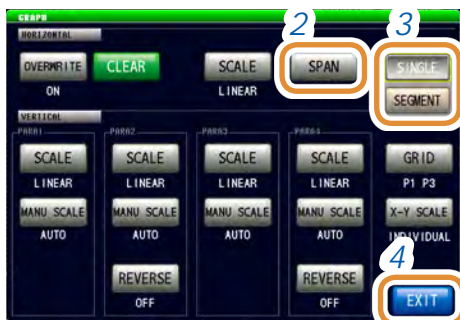 GRAPH
HORIZONTAL
2 3
OVERWRITE CLEAR SCALE SPAN SINGLE
ON LINEAR SEGMENT
VERTICAL
PARA1 PARA2 PARA3 PARA4
SCALE SCALE SCALE SCALE GRID
LINEAR LINEAR LINEAR LINEAR P1 P3
MANU SCALE MANU SCALE MANU SCALE MANU SCALE X-Y SCALE
AUTO AUTO AUTO AUTO INDIVIDUAL
4
REVERSE REVERSE EXIT
OFF OFF